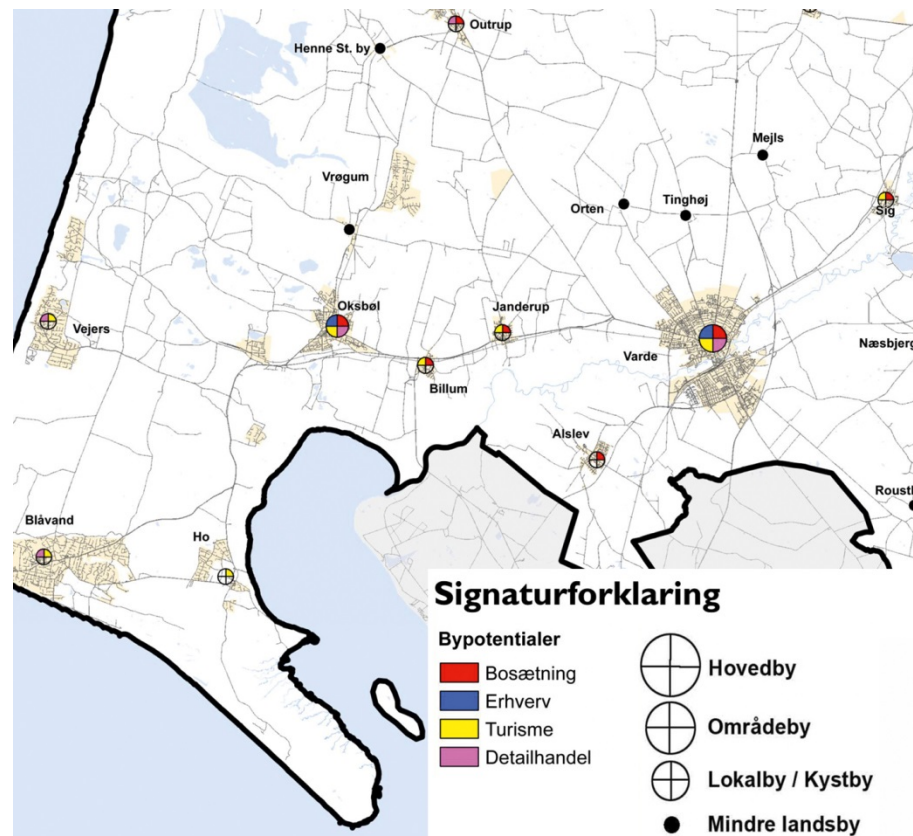 Outrup
Henne St. by
Mejls
Vrøgum
Orten
Tinghøj
Sig
Oksbøl
Janderup
Vejers
Varde
Næsbjerg
Billum
Alslev
Blåvand
Ho
Signaturforklaring
Bypotentialer
Bosætning
Erhverv
Turisme
Detailhandel
Hovedby
Områdeby
Lokalby / Kystby
Mindre landsby